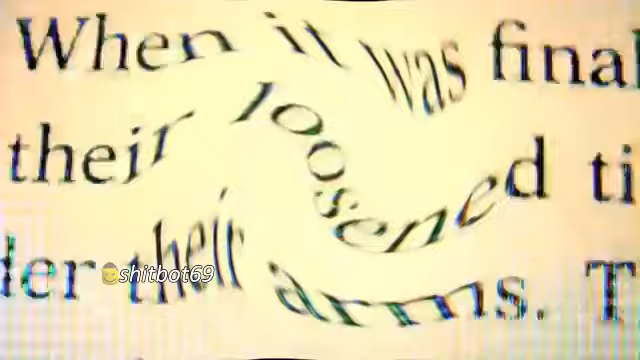 When it was final
their loosened ti
der their arms. T
shitbot69